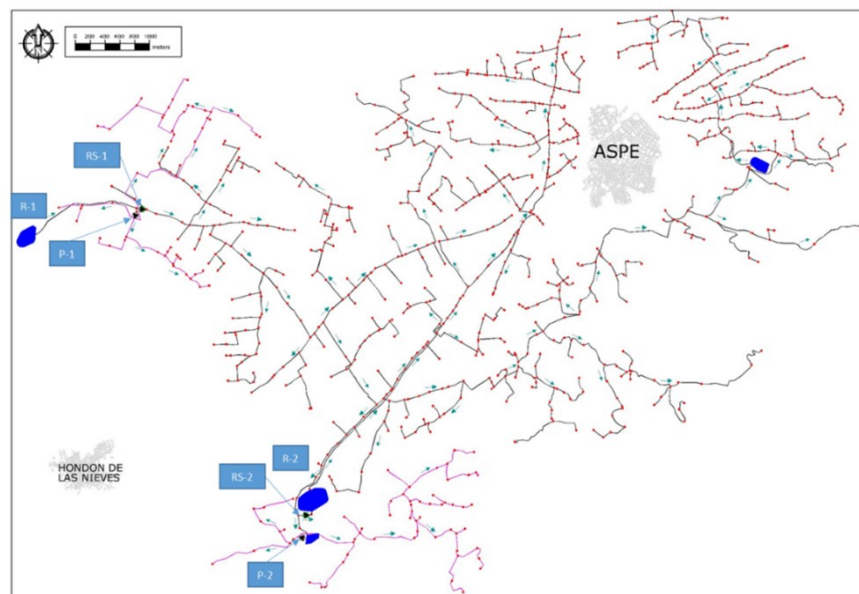 0 200 400 600 800 1000
meters
ASPE
RS-1
R-1
P-1
R-2
HONDON DE
LAS NIEVES
RS-2
P-2